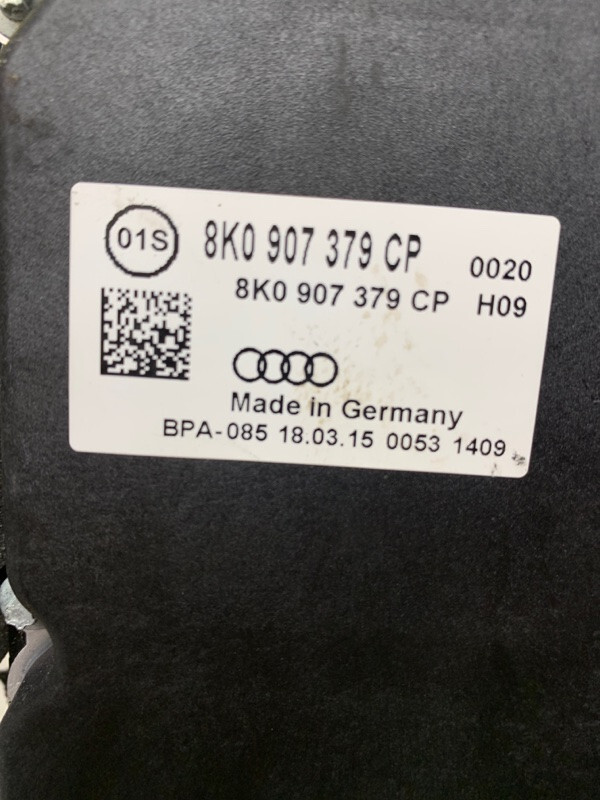 01S 8K0 907 379 CP 0020
8K0 907 379 CP H09
Made in Germany
BPA-085 18.03.15 0053 1409